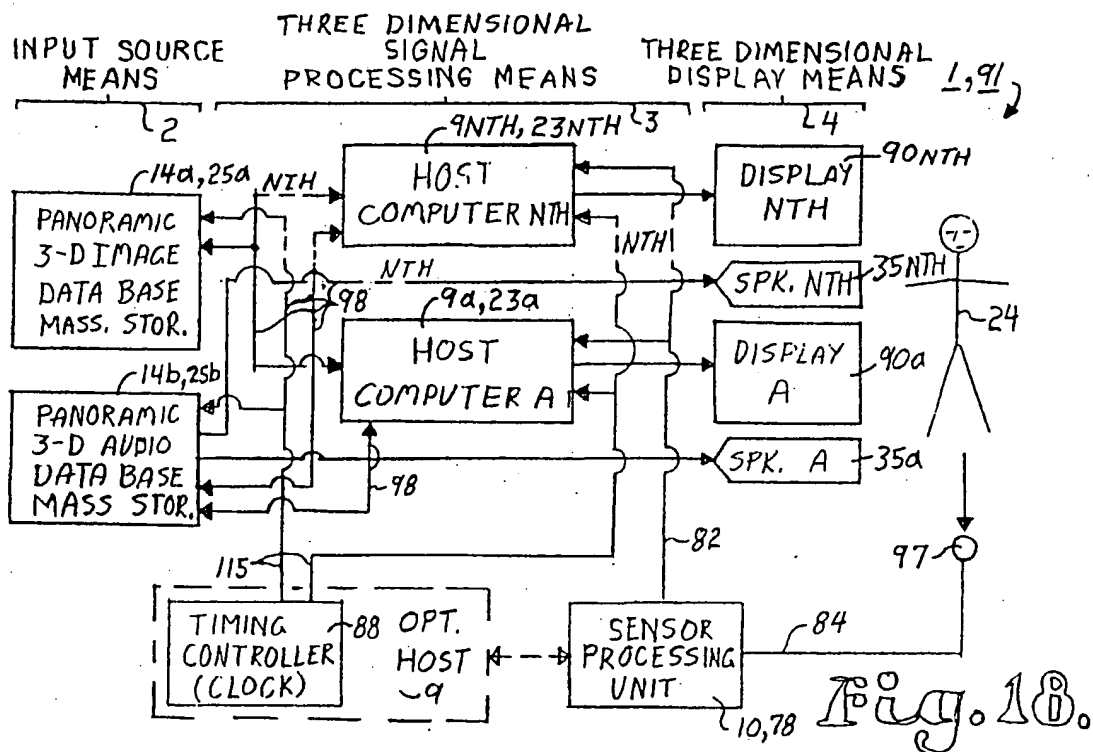 INPUT SOURCE
MEANS
2
THREE DIMENSIONAL
SIGNAL
PROCESSING MEANS
3
THREE DIMENSIONAL
DISPLAY MEANS
4
1,91
14a,25a
PANORAMIC
3-D IMAGE
DATA BASE
MASS. STOR.
NTH
9NTH, 23NTH
HOST
COMPUTER NTH
90NTH
DISPLAY
NTH
NTH
NTH
SPK. NTH
35NTH
24
98
9a,23a
HOST
COMPUTER A
DISPLAY
A
90a
14b,25b
PANORAMIC
3-D AUDIO
DATA BASE
MASS STOR.
98
SPK. A
35a
82
97
115
TIMING
CONTROLLER
(CLOCK)
88
OPT.
HOST
9
SENSOR
PROCESSING
UNIT
84
10,78
Fig. 18.